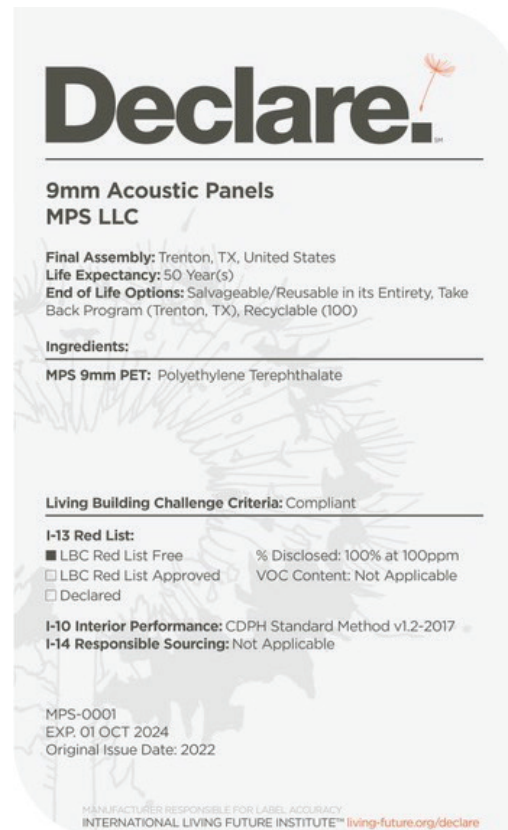 Declare.
SM
9mm Acoustic Panels
MPS LLC
Final Assembly: Trenton, TX, United States
Life Expectancy: 50 Year(s)
End of Life Options: Salvageable/Reusable in its Entirety, Take
Back Program (Trenton, TX), Recyclable (100)
Ingredients:
MPS 9mm PET: Polyethylene Terephthalate
Living Building Challenge Criteria: Compliant
I-13 Red List:
■ LBC Red List Free % Disclosed: 100% at 100ppm
□ LBC Red List Approved VOC Content: Not Applicable
□ Declared
I-10 Interior Performance: CDPH Standard Method v1.2-2017
I-14 Responsible Sourcing: Not Applicable
MPS-0001
EXP. 01 OCT 2024
Original Issue Date: 2022
MANUFACTURER RESPONSIBLE FOR LABEL ACCURACY
INTERNATIONAL LIVING FUTURE INSTITUTE™ living-future.org/declare